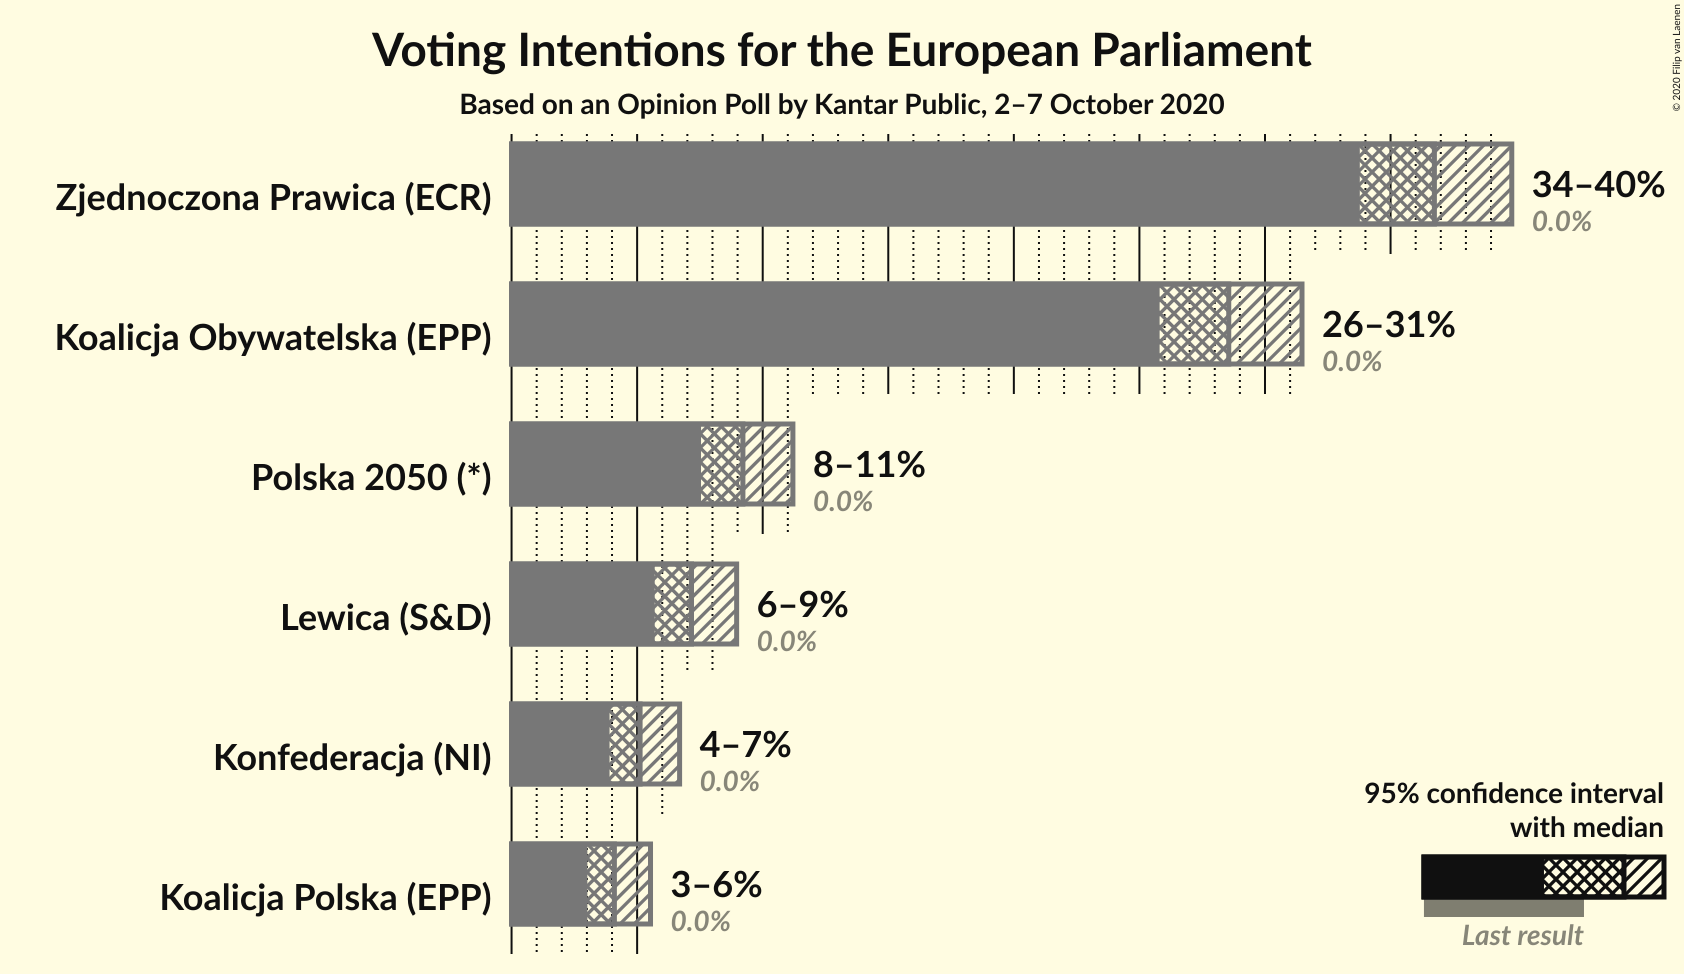 Voting Intentions for the European Parliament
Based on an Opinion Poll by Kantar Public, 2–7 October 2020
© 2020 Filip van Laenen
Zjednoczona Prawica (ECR)
34–40%
0.0%
Koalicja Obywatelska (EPP)
26–31%
0.0%
Polska 2050 (*)
8–11%
0.0%
Lewica (S&D)
6–9%
0.0%
Konfederacja (NI)
4–7%
0.0%
Koalicja Polska (EPP)
3–6%
0.0%
95% confidence interval
with median
Last result